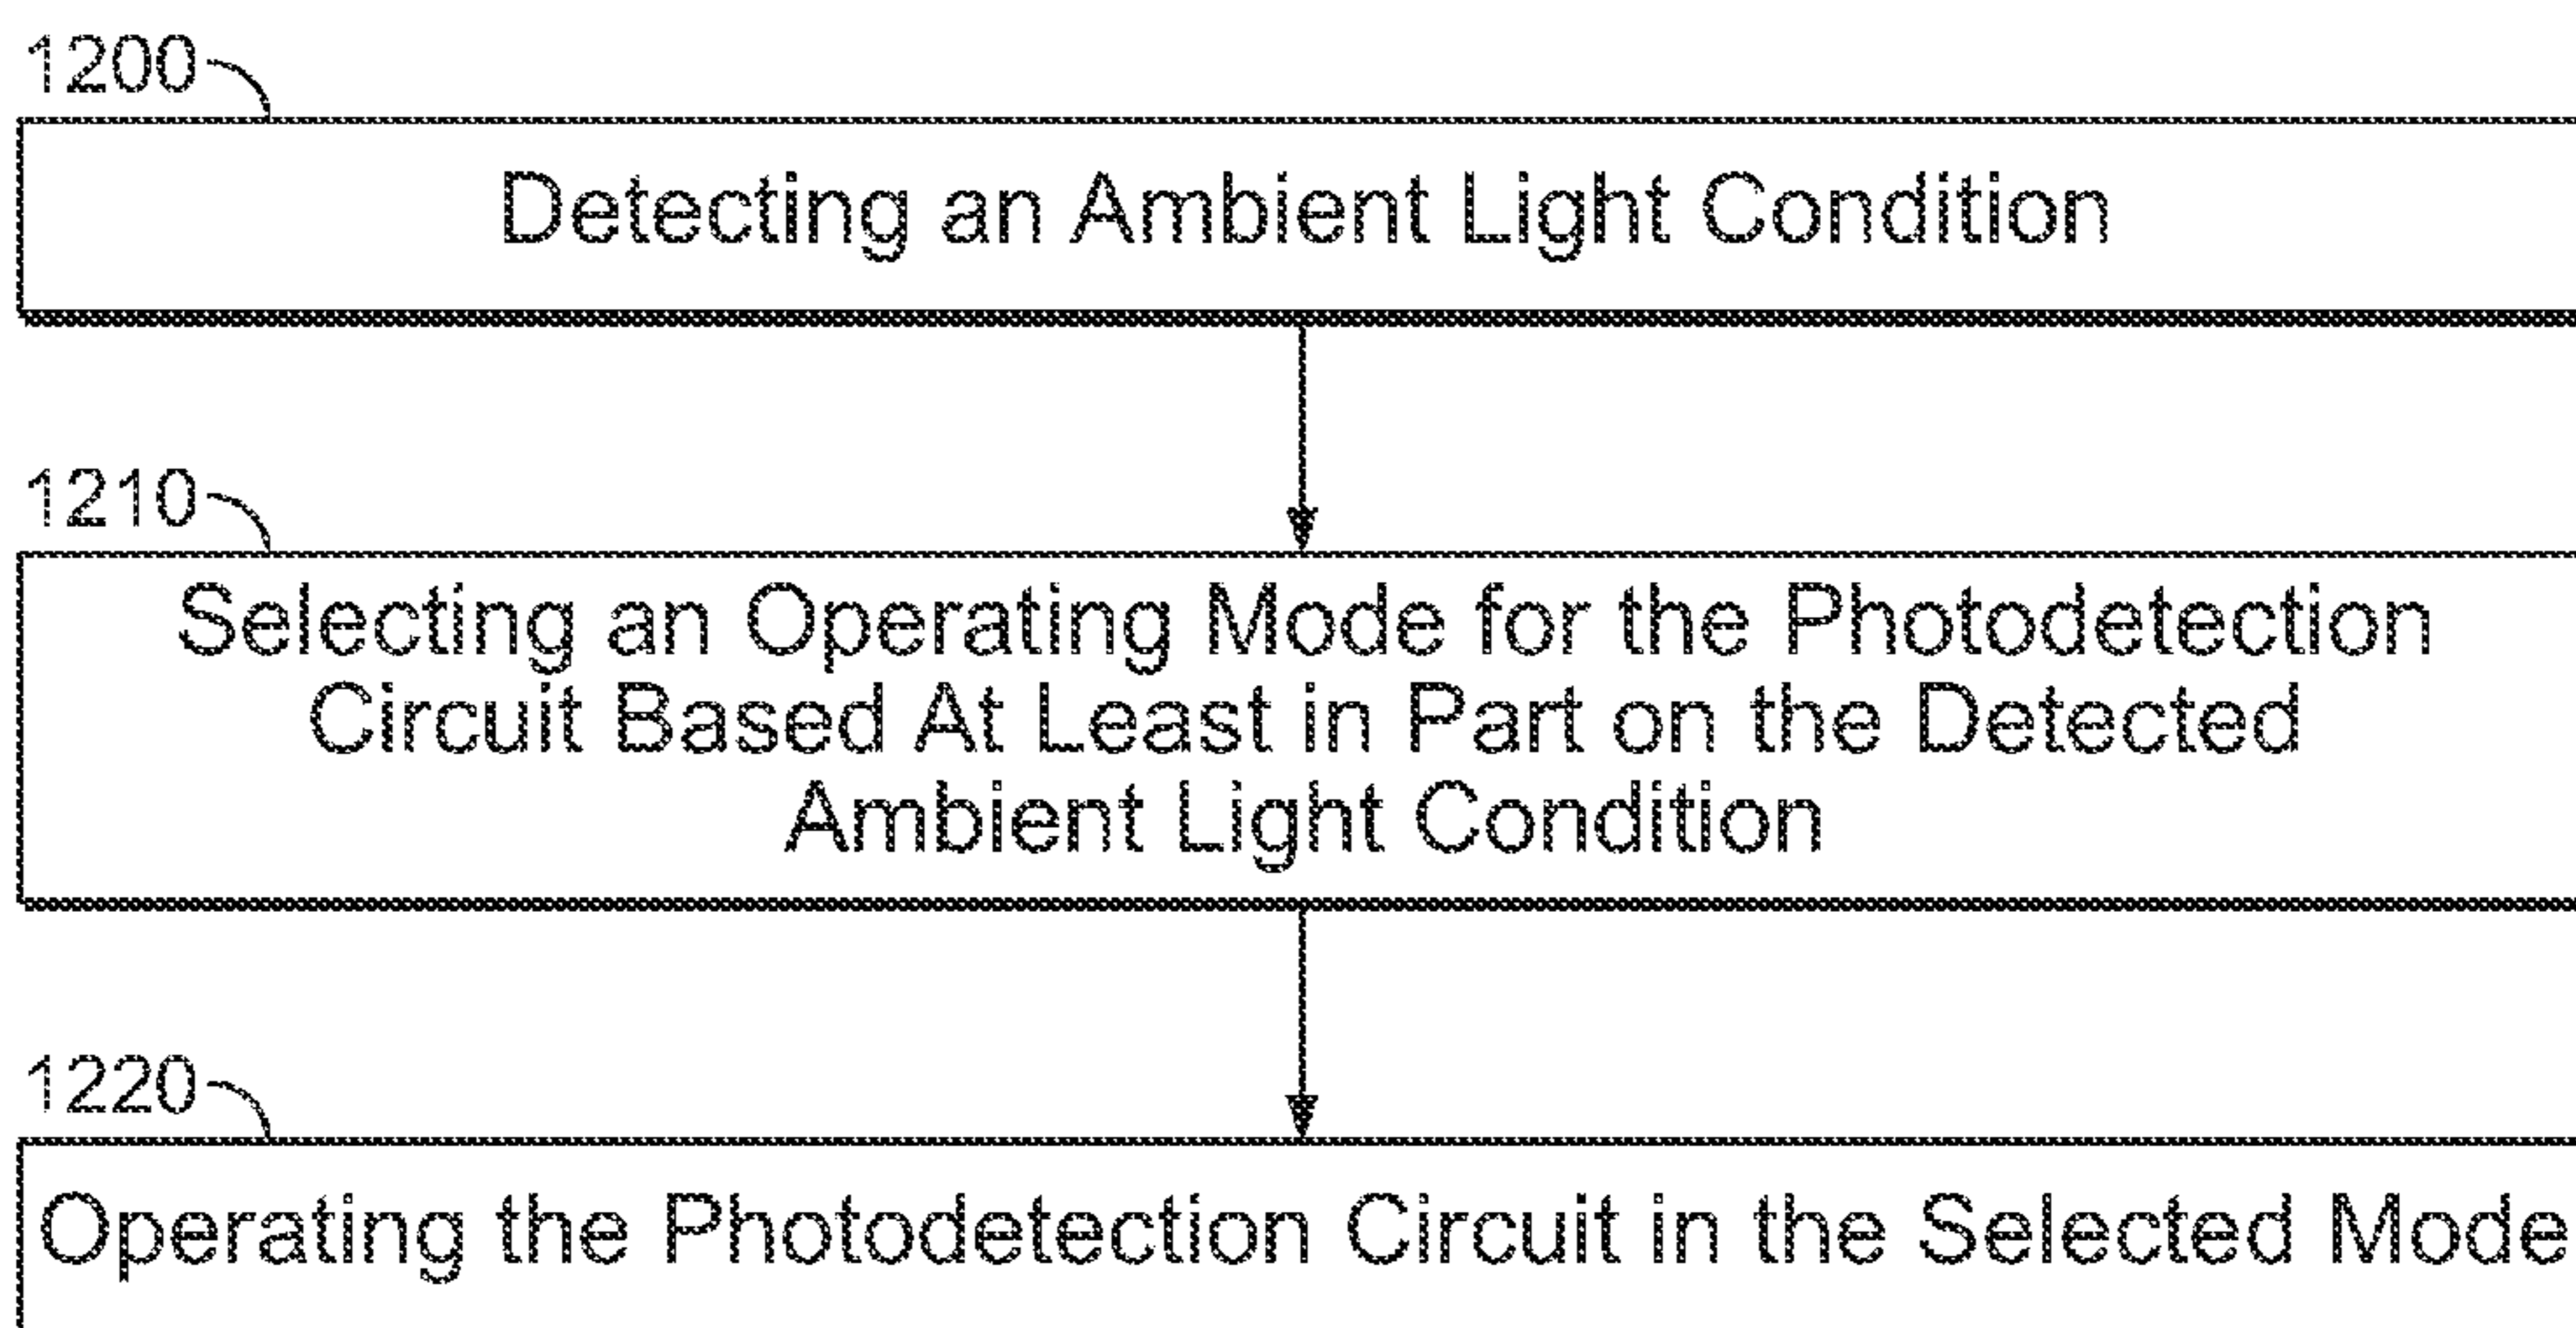 1200
Detecting an Ambient Light Condition
1210
Selecting an Operating Mode for the Photodetection
Circuit Based At Least in Part on the Detected
Ambient Light Condition
1220
Operating the Photodetection Circuit in the Selected Mode